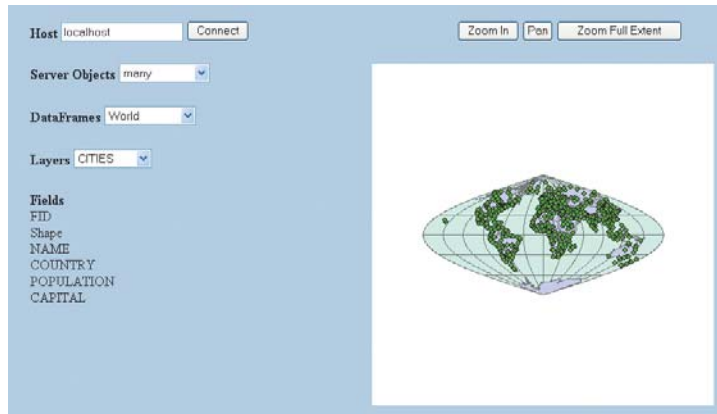 Host localhost Connect
Zoom In Pan Zoom Full Extent
Server Objects many
DataFrames World
Layers CITIES
Fields
FID
Shape
NAME
COUNTRY
POPULATION
CAPITAL